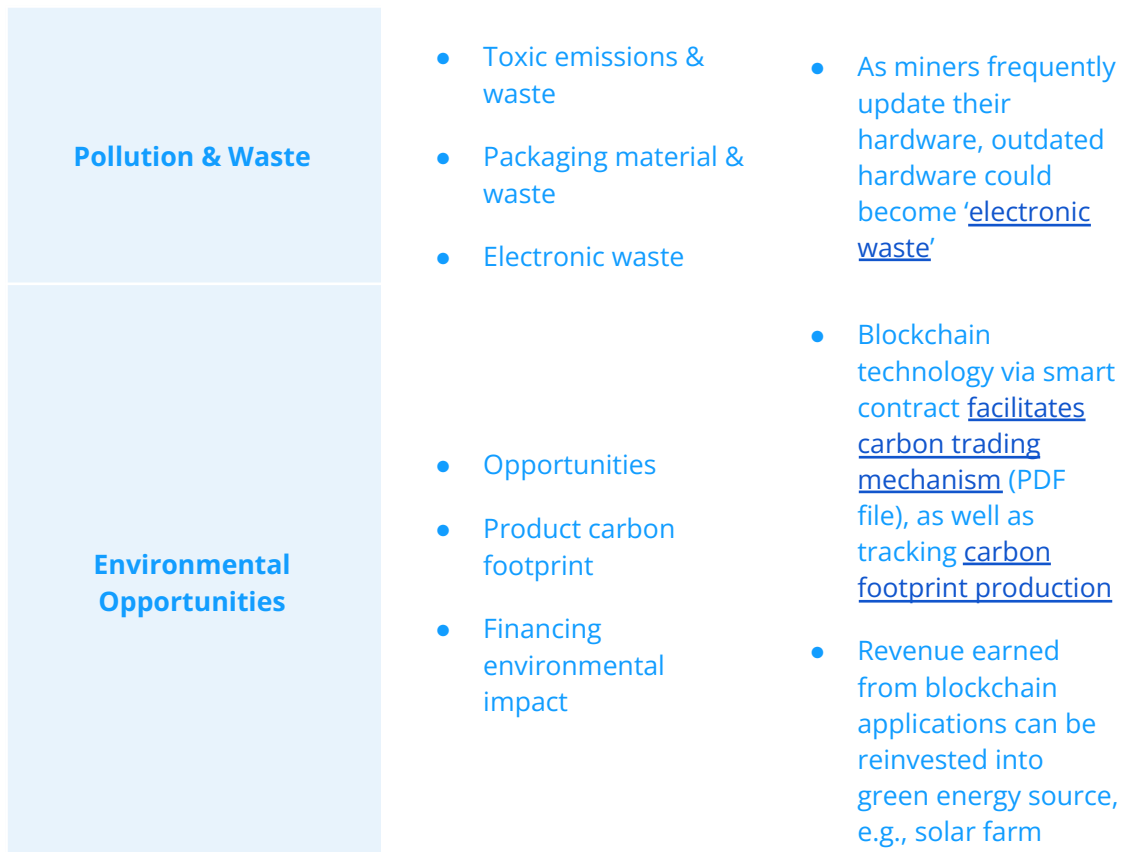 Pollution & Waste
● Toxic emissions &
waste
● Packaging material &
waste
● Electronic waste
● As miners frequently
update their
hardware, outdated
hardware could
become ‘electronic
waste’
Environmental
Opportunities
● Opportunities
● Product carbon
footprint
● Financing
environmental
impact
● Blockchain
technology via smart
contract facilitates
carbon trading
mechanism (PDF
file), as well as
tracking carbon
footprint production
● Revenue earned
from blockchain
applications can be
reinvested into
green energy source,
e.g., solar farm